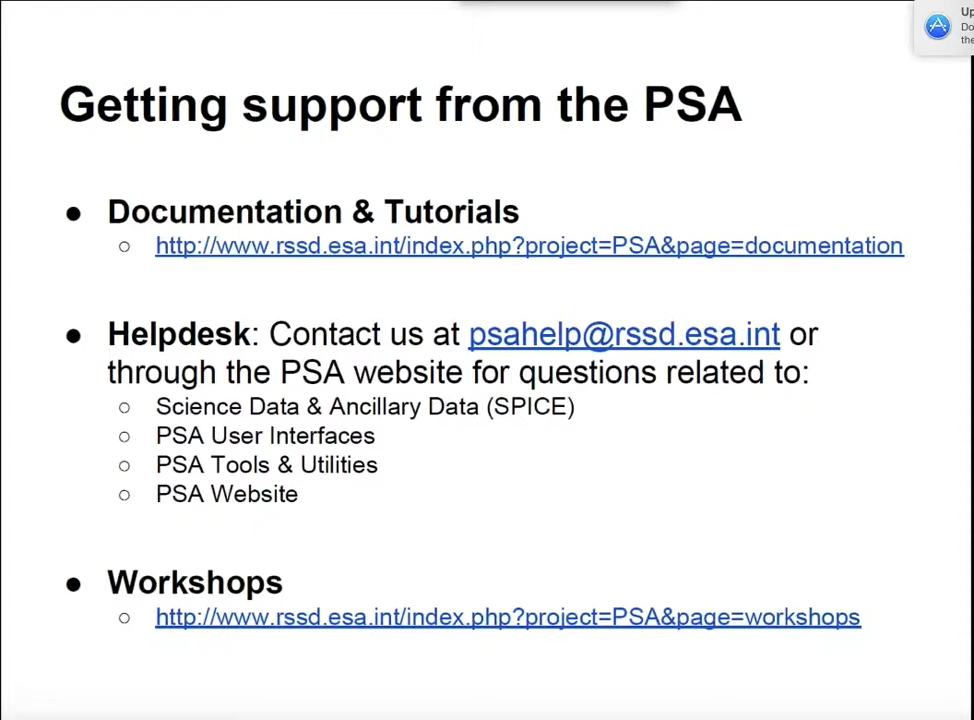 Getting support from the PSA
● Documentation & Tutorials
○ http://www.rssd.esa.int/index.php?project=PSA&page=documentation
● Helpdesk: Contact us at psahelp@rssd.esa.int or
through the PSA website for questions related to:
○ Science Data & Ancillary Data (SPICE)
○ PSA User Interfaces
○ PSA Tools & Utilities
○ PSA Website
● Workshops
○ http://www.rssd.esa.int/index.php?project=PSA&page=workshops
Up
Do
the